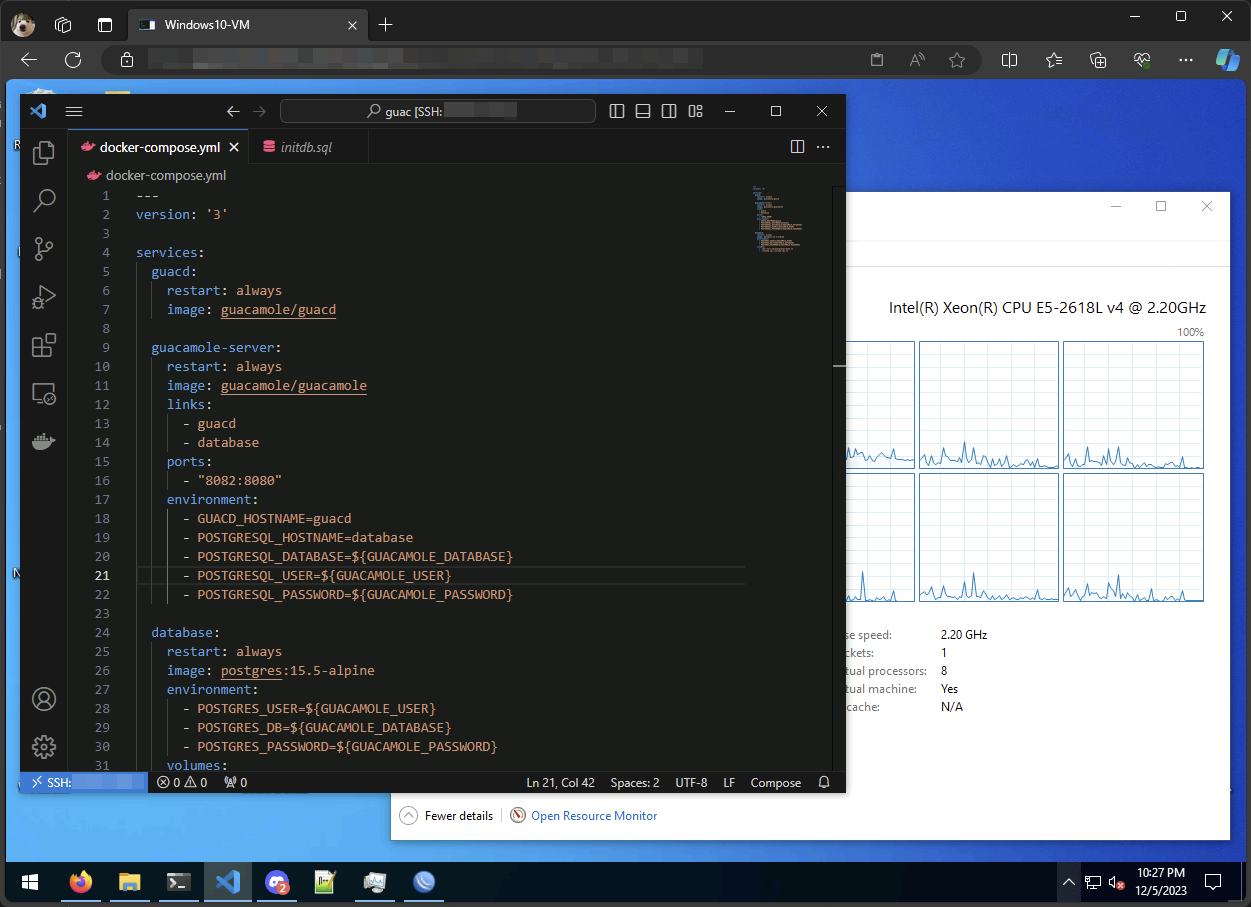 Windows10-VM
guac [SSH:
docker-compose.yml
initdb.sql
docker-compose.yml
1 ---
2 version: '3'
3
4 services:
5 guacd:
6 restart: always
7 image: guacamole/guacd
8
9 guacamole-server:
10 restart: always
11 image: guacamole/guacamole
12 links:
13 - guacd
14 - database
15 ports:
16 - "8082:8080"
17 environment:
18 - GUACD_HOSTNAME=guacd
19 - POSTGRESQL_HOSTNAME=database
20 - POSTGRESQL_DATABASE=${GUACAMOLE_DATABASE}
21 - POSTGRESQL_USER=${GUACAMOLE_USER}
22 - POSTGRESQL_PASSWORD=${GUACAMOLE_PASSWORD}
23
24 database:
25 restart: always
26 image: postgres:15.5-alpine
27 environment:
28 - POSTGRES_USER=${GUACAMOLE_USER}
29 - POSTGRES_DB=${GUACAMOLE_DATABASE}
30 - POSTGRES_PASSWORD=${GUACAMOLE_PASSWORD}
31 volumes:
SSH:
0 0 0
Ln 21, Col 42 Spaces: 2 UTF-8 LF Compose
Intel(R) Xeon(R) CPU E5-2618L v4 @ 2.20GHz
100%
se speed: 2.20 GHz
ckets: 1
tual processors: 8
tual machine: Yes
cache: N/A
Fewer details
Open Resource Monitor
2
10:27 PM
12/5/2023